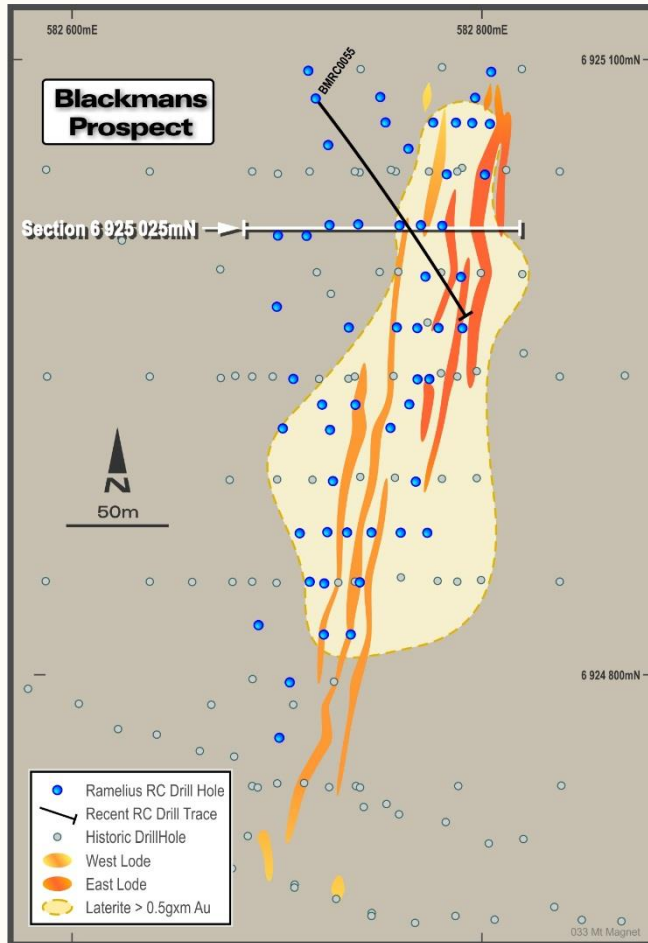 582 600mE
582 800mE
6 925 100mN
Blackmans
Prospect
BMRC0055
Section 6 925 025mN
N
50m
6 924 800mN
Ramelius RC Drill Hole
Recent RC Drill Trace
Historic DrillHole
West Lode
East Lode
Laterite > 0.5gxm Au
033 Mt Magnet